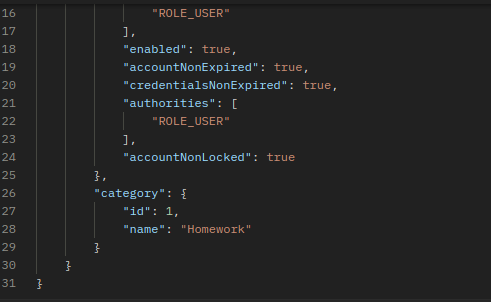 16 "ROLE_USER"
17 ],
18 "enabled": true,
19 "accountNonExpired": true,
20 "credentialsNonExpired": true,
21 "authorities": [
22 "ROLE_USER"
23 ],
24 "accountNonLocked": true
25 },
26 "category": {
27 "id": 1,
28 "name": "Homework"
29 }
30 }
31 }